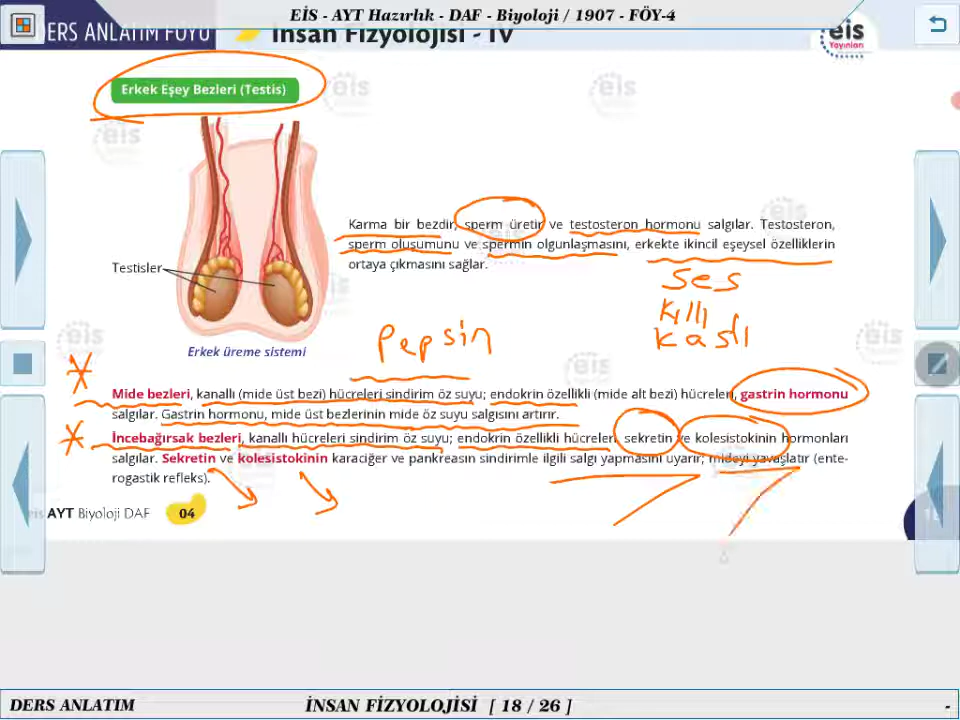 EİS - AYT Hazırlık - DAF - Biyoloji / 1907 - FÖY-4
DERS ANLATIM FÖYÜ
İnsan Fizyolojisi - IV
eis
Yayınları
Erkek Eşey Bezleri (Testis)
Karma bir bezdir, sperm üretir ve testosteron hormonu salgılar. Testosteron,
sperm oluşumunu ve spermin olgunlaşmasını, erkekte ikincil eşeysel özelliklerin
ortaya çıkmasını sağlar.
Testisler
ses
Kıllı
Kaslı
Pepsin
Erkek üreme sistemi
Mide bezleri, kanallı (mide üst bezi) hücreleri sindirim öz suyu; endokrin özellikli (mide alt bezi) hücreleri, gastrin hormonu
salgılar. Gastrin hormonu, mide üst bezlerinin mide öz suyu salgısını artırır.
İncebağırsak bezleri, kanallı hücreleri sindirim öz suyu; endokrin özellikli hücreleri, sekretin ve kolesistokinin hormonları
salgılar. Sekretin ve kolesistokinin karaciğer ve pankreasın sindirimle ilgili salgı yapmasını uyarır; mideyi yavaşlatır (ente-
rogastik refleks).
eis AYT Biyoloji DAF 04
DERS ANLATIM
İNSAN FİZYOLOJİSİ [ 18 / 26 ]
-